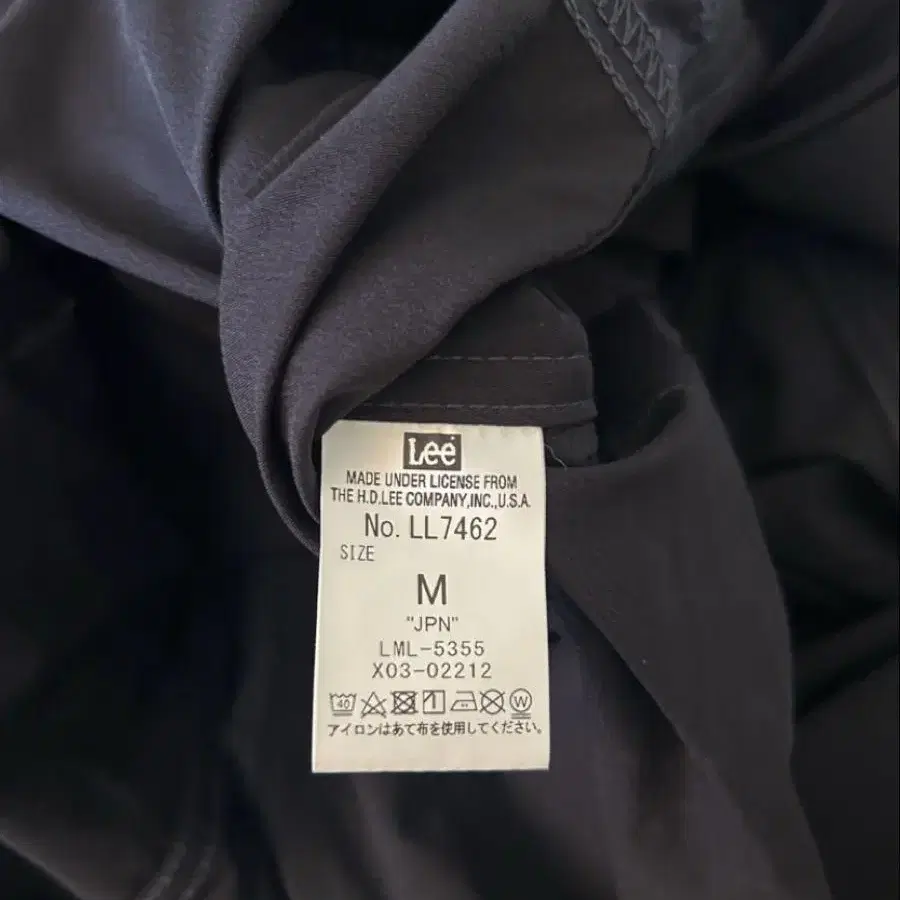 Lee
MADE UNDER LICENSE FROM
THE H.D.LEE COMPANY,INC.,U.S.A.
No. LL7462
SIZE
M
"JPN"
LML-5355
X03-02212
40 W
アイロンはあて布を使用してください。